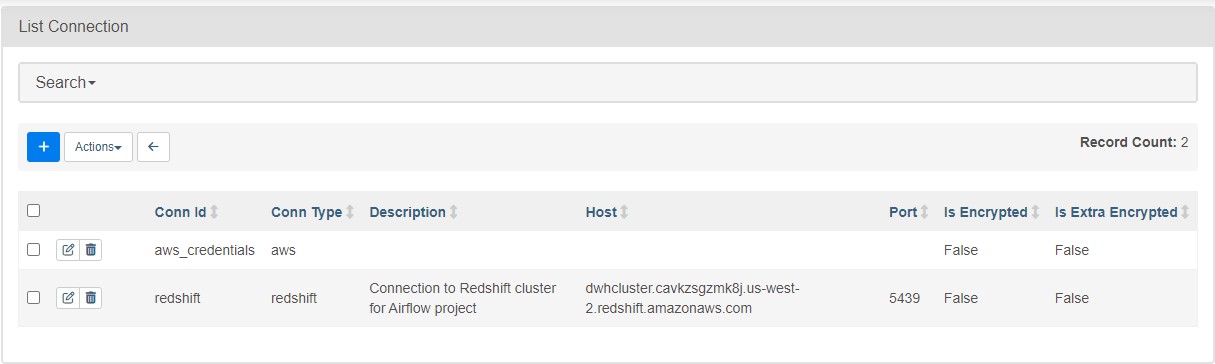 List Connection
Search
+ Actions ←
Record Count: 2
Conn Id Conn Type Description Host Port Is Encrypted Is Extra Encrypted
aws_credentials aws False False
redshift redshift Connection to Redshift cluster dwhcluster.cavkzsgzmk8j.us-west- 5439 False False
for Airflow project 2.redshift.amazonaws.com